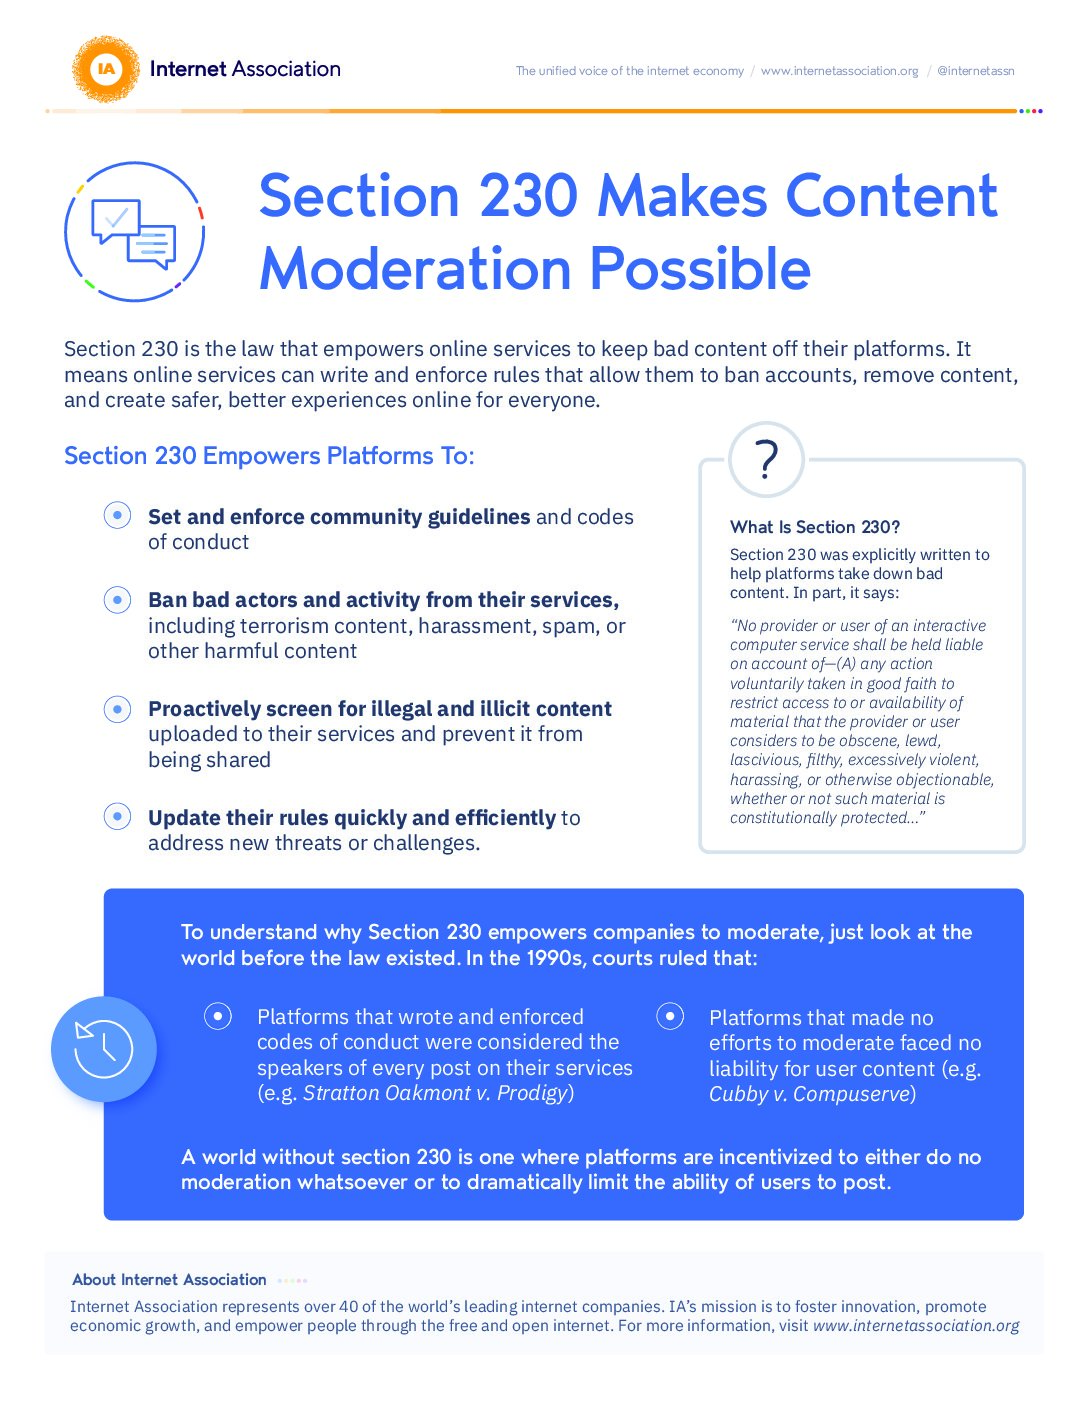 IA
Internet Association
The unified voice of the internet economy / www.internetassociation.org / @internetassn
Section 230 Makes Content
Moderation Possible
Section 230 is the law that empowers online services to keep bad content off their platforms. It
means online services can write and enforce rules that allow them to ban accounts, remove content,
and create safer, better experiences online for everyone.
Section 230 Empowers Platforms To:
Set and enforce community guidelines and codes
of conduct
Ban bad actors and activity from their services,
including terrorism content, harassment, spam, or
other harmful content
Proactively screen for illegal and illicit content
uploaded to their services and prevent it from
being shared
Update their rules quickly and efficiently to
address new threats or challenges.
?
What Is Section 230?
Section 230 was explicitly written to
help platforms take down bad
content. In part, it says:
“No provider or user of an interactive
computer service shall be held liable
on account of—(A) any action
voluntarily taken in good faith to
restrict access to or availability of
material that the provider or user
considers to be obscene, lewd,
lascivious, filthy, excessively violent,
harassing, or otherwise objectionable,
whether or not such material is
constitutionally protected...”
To understand why Section 230 empowers companies to moderate, just look at the
world before the law existed. In the 1990s, courts ruled that:
Platforms that wrote and enforced
codes of conduct were considered the
speakers of every post on their services
(e.g. Stratton Oakmont v. Prodigy)
Platforms that made no
efforts to moderate faced no
liability for user content (e.g.
Cubby v. Compuserve)
A world without section 230 is one where platforms are incentivized to either do no
moderation whatsoever or to dramatically limit the ability of users to post.
About Internet Association
Internet Association represents over 40 of the world’s leading internet companies. IA’s mission is to foster innovation, promote
economic growth, and empower people through the free and open internet. For more information, visit www.internetassociation.org